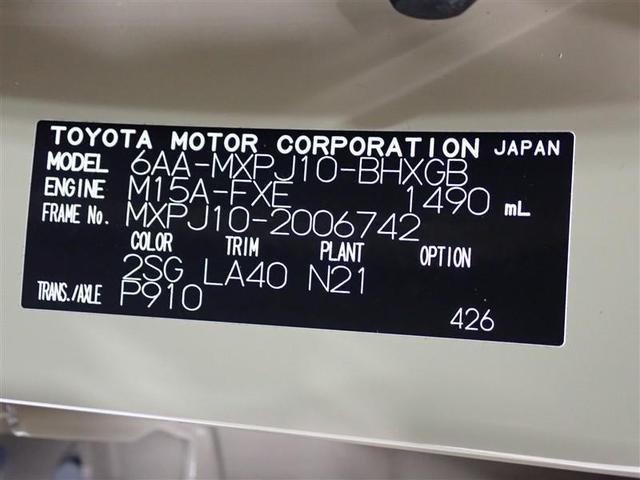 TOYOTA MOTOR CORPORATION JAPAN
MODEL 6AA-MXPJ10-BHXGB
ENGINE M15A-FXE 1490 mL
FRAME No. MXPJ10-2006742
COLOR TRIM PLANT OPTION
2SG LA40 N21
TRANS./AXLE P910
426